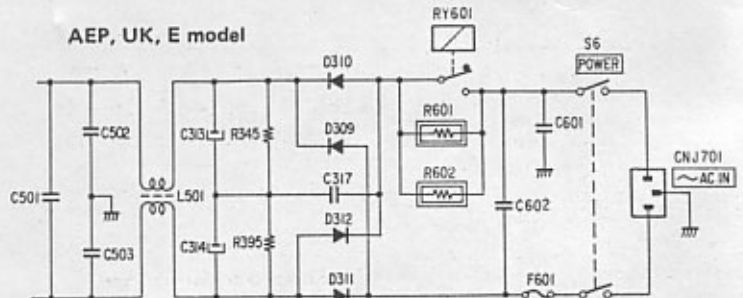 AEP, UK, E model
RY601
S6
POWER
D310
C502
C313
R345
D309
R601
C601
CNJ701
~AC IN
C501
L501
C317
R602
C602
C503
C314
R395
D312
D311
F601